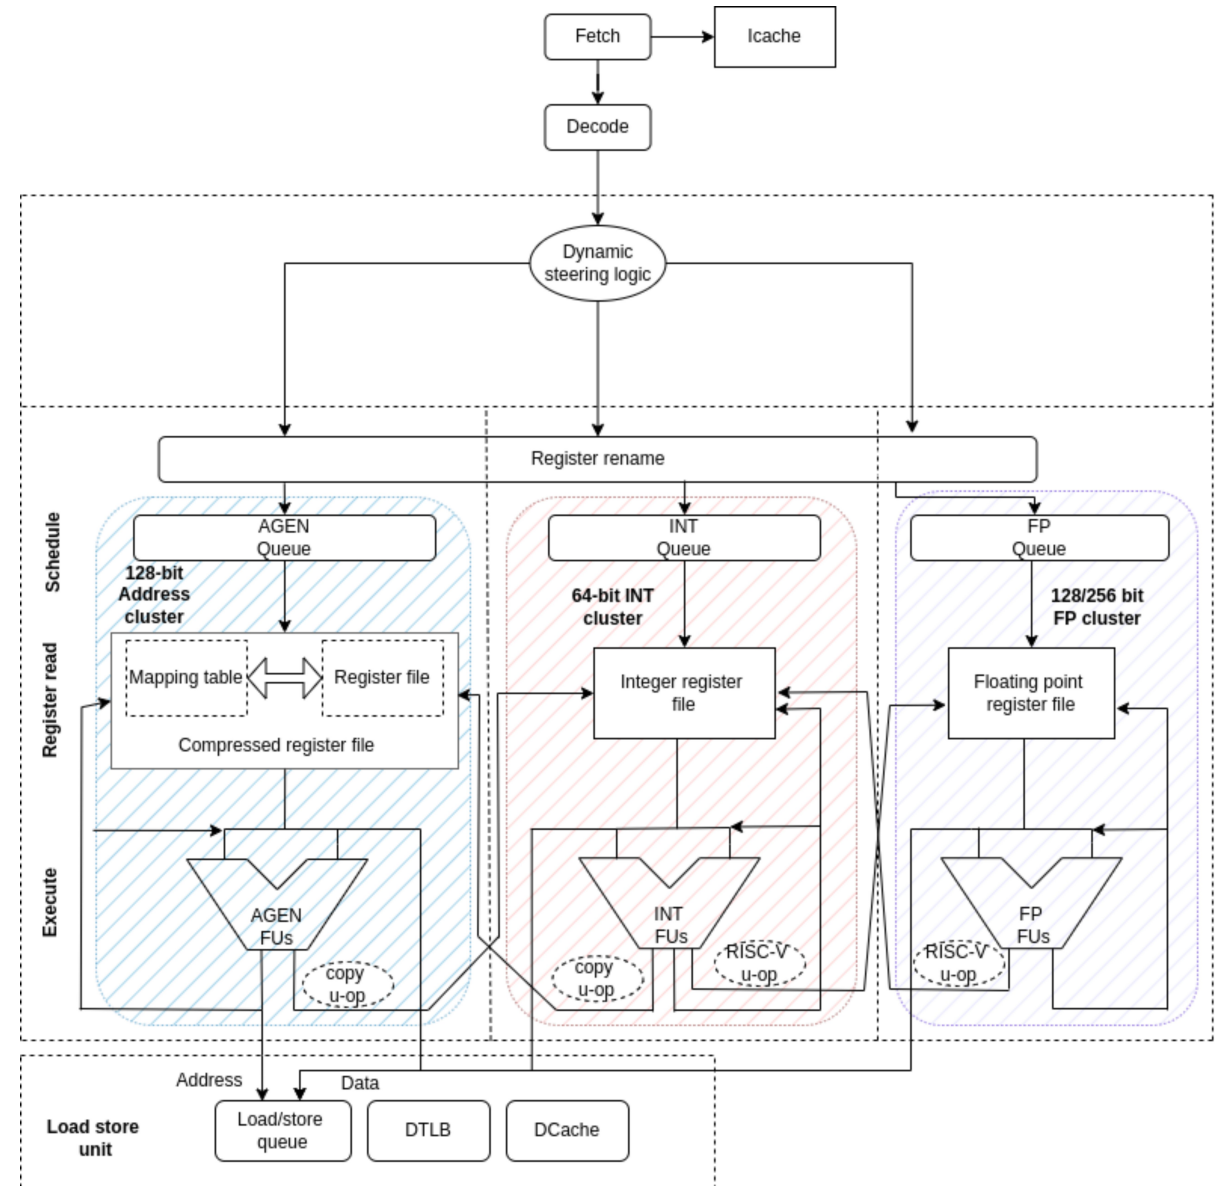 Fetch
Icache
Decode
Dynamic
steering logic
Register rename
Schedule
AGEN
Queue
INT
Queue
FP
Queue
128-bit
Address
cluster
64-bit INT
cluster
128/256 bit
FP cluster
Register read
Mapping table
Register file
Compressed register file
Integer register
file
Floating point
register file
Execute
AGEN
FUs
INT
FUs
FP
FUs
copy
u-op
copy
u-op
RISC-V
u-op
RISC-V
u-op
Address
Data
Load store
unit
Load/store
queue
DTLB
DCache